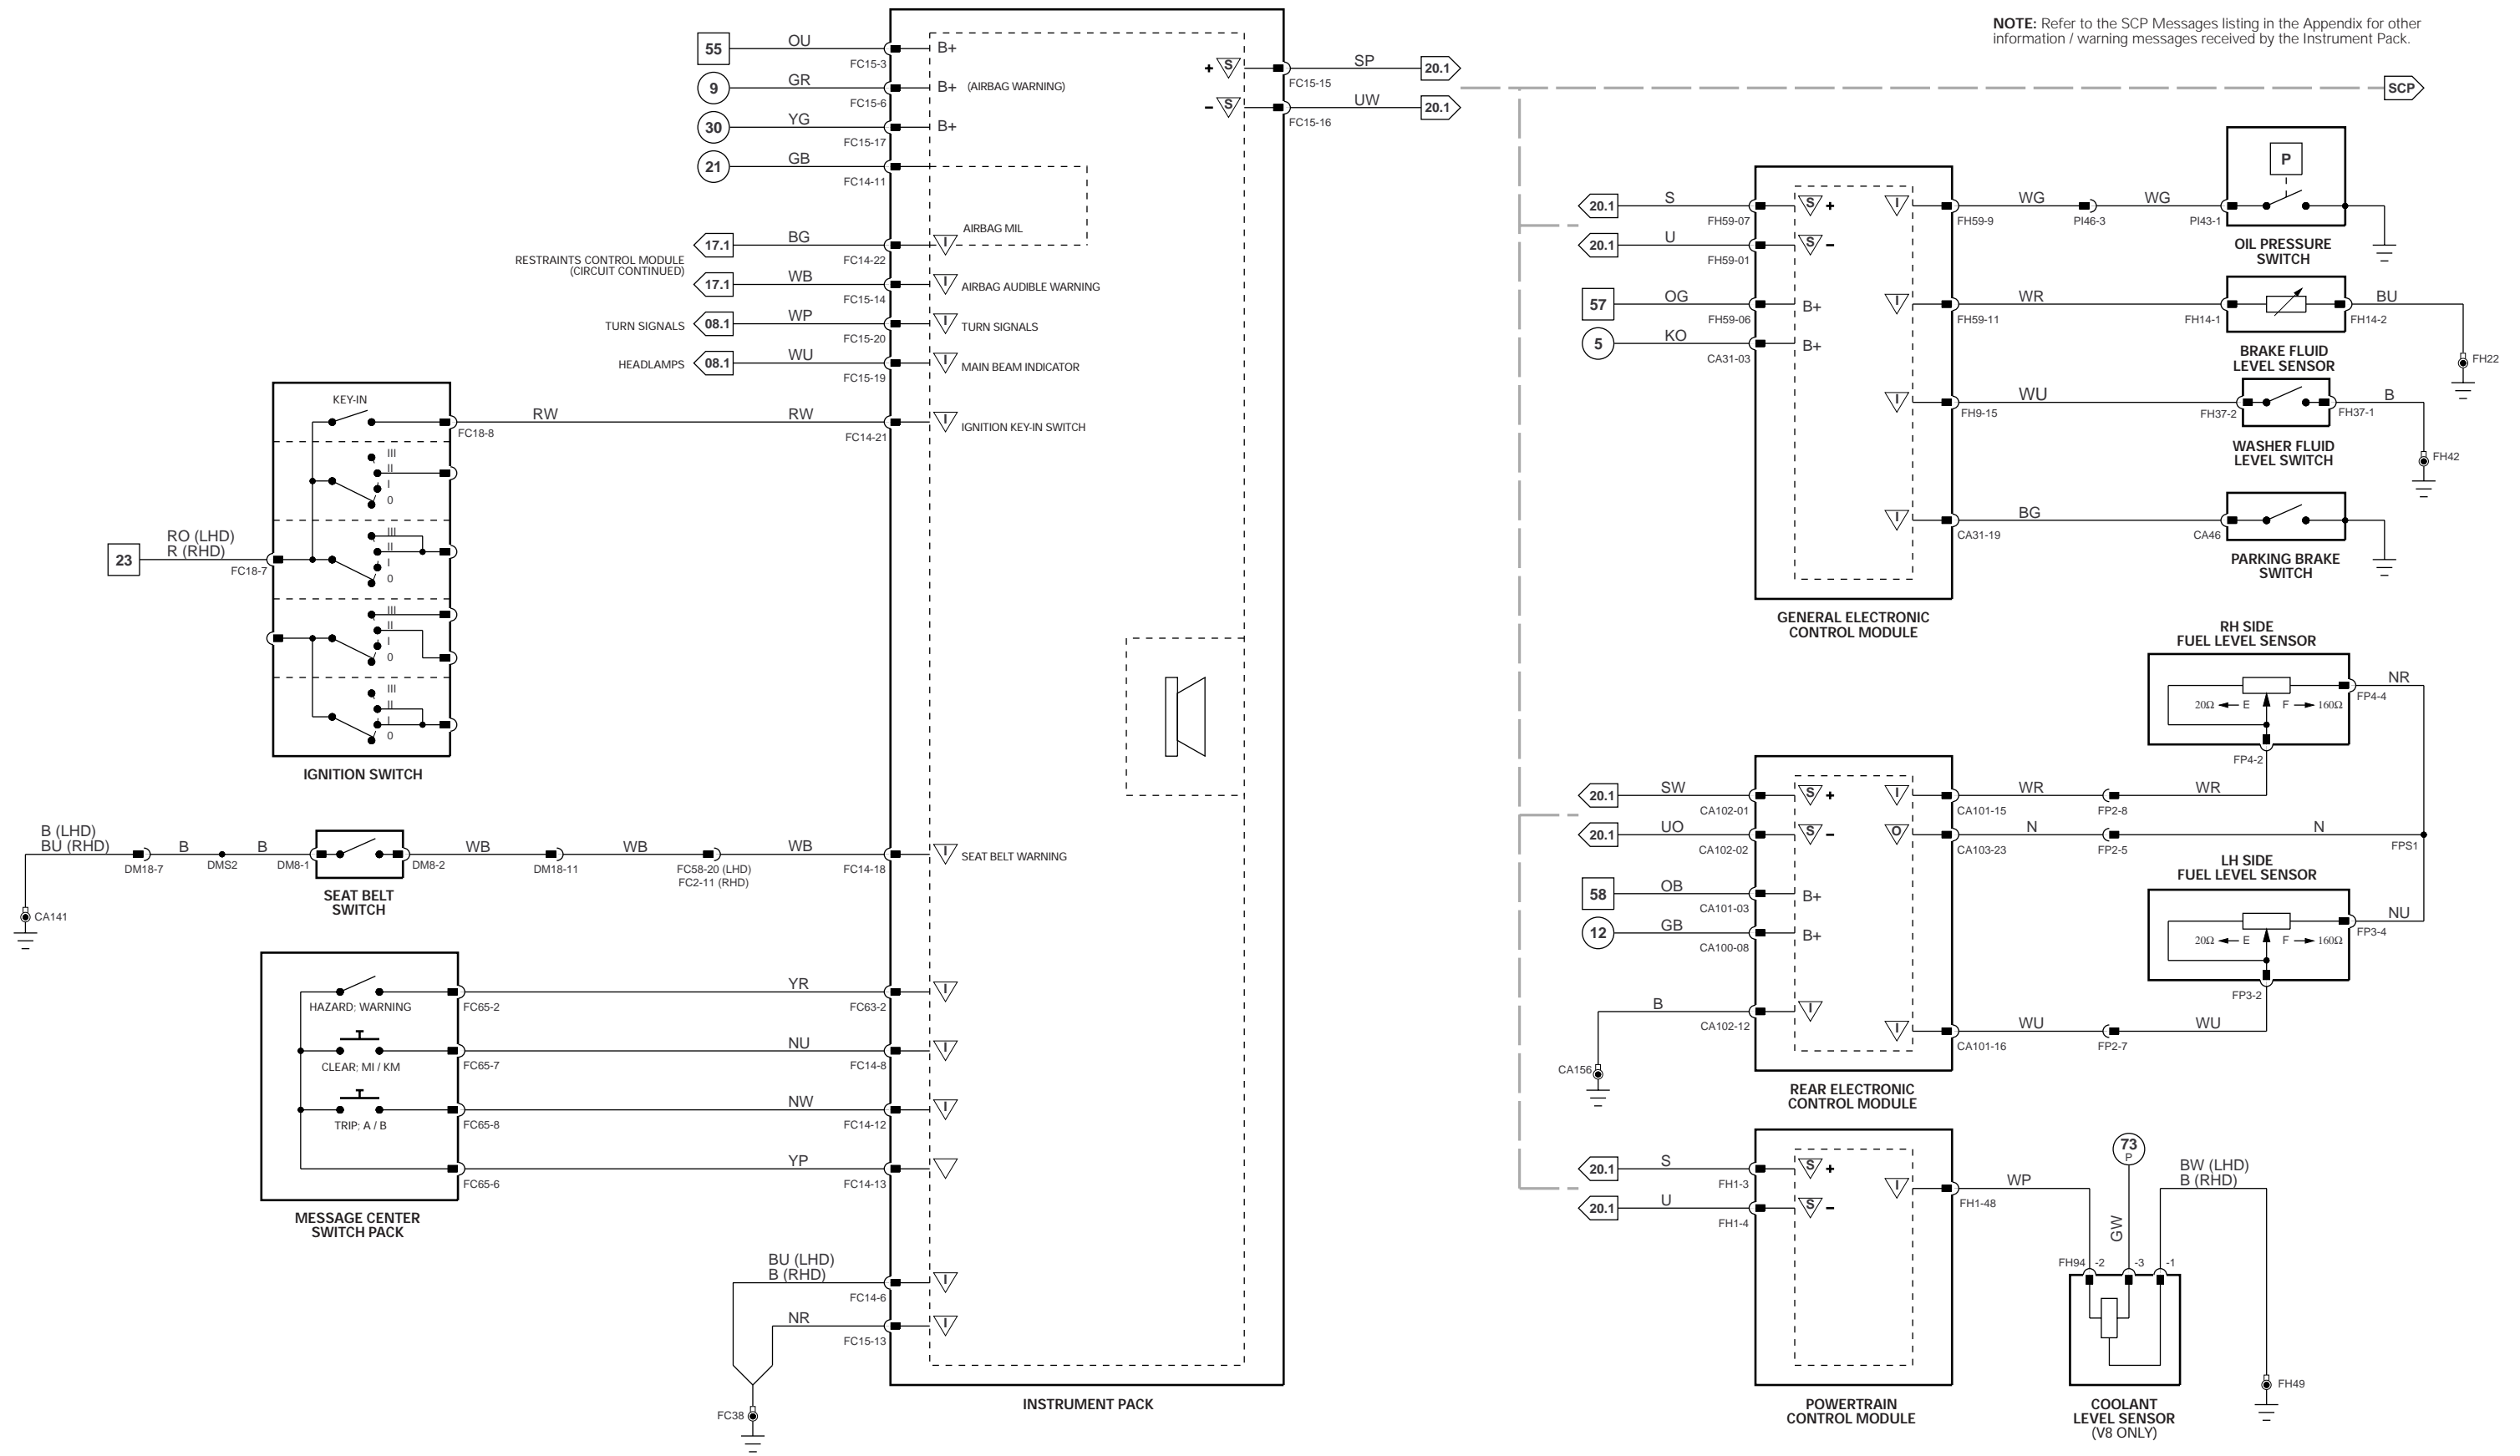 NOTE: Refer to the SCP Messages listing in the Appendix for other
information / warning messages received by the Instrument Pack.
55
OU
FC15-3
B+
9
GR
FC15-6
B+ (AIRBAG WARNING)
30
YG
FC15-17
B+
21
GB
FC14-11
RESTRAINTS CONTROL MODULE
(CIRCUIT CONTINUED)
17.1
BG
FC14-22
I
AIRBAG MIL
17.1
WB
FC15-14
I
AIRBAG AUDIBLE WARNING
TURN SIGNALS
08.1
WP
FC15-20
I
TURN SIGNALS
HEADLAMPS
08.1
WU
FC15-19
I
MAIN BEAM INDICATOR
KEY-IN
FC18-8
RW
RW
FC14-21
I
IGNITION KEY-IN SWITCH
III
II
I
0
23
RO (LHD)
R (RHD)
FC18-7
III
II
I
0
III
II
I
0
III
II
I
0
IGNITION SWITCH
B (LHD)
BU (RHD)
CA141
DM18-7
B
DMS2
B
DM8-1
DM8-2
SEAT BELT
SWITCH
WB
DM18-11
WB
FC58-20 (LHD)
FC2-11 (RHD)
WB
FC14-18
I
SEAT BELT WARNING
HAZARD; WARNING
FC65-2
YR
FC63-2
I
CLEAR; MI / KM
FC65-7
NU
FC14-8
I
TRIP; A / B
FC65-8
NW
FC14-12
I
FC65-6
YP
FC14-13
MESSAGE CENTER
SWITCH PACK
BU (LHD)
B (RHD)
FC14-6
I
NR
FC15-13
I
FC38
INSTRUMENT PACK
+ S
FC15-15
SP
20.1
– S
FC15-16
UW
20.1
SCP
20.1
S
FH59-07
S +
20.1
U
FH59-01
S –
57
OG
FH59-06
B+
5
KO
CA31-03
B+
I
FH59-9
WG
PI46-3
WG
PI43-1
P
OIL PRESSURE
SWITCH
I
FH59-11
WR
FH14-1
FH14-2
BU
FH22
BRAKE FLUID
LEVEL SENSOR
I
FH9-15
WU
FH37-2
FH37-1
B
FH42
WASHER FLUID
LEVEL SWITCH
I
CA31-19
BG
CA46
PARKING BRAKE
SWITCH
GENERAL ELECTRONIC
CONTROL MODULE
RH SIDE
FUEL LEVEL SENSOR
20Ω E F 160Ω
FP4-4
NR
FP4-2
20.1
SW
CA102-01
S +
20.1
UO
CA102-02
S –
58
OB
CA101-03
B+
12
GB
CA100-08
B+
B
CA102-12
I
CA156
I
CA101-15
WR
FP2-8
WR
O
CA103-23
N
FP2-5
N
FPS1
LH SIDE
FUEL LEVEL SENSOR
20Ω E F 160Ω
FP3-4
NU
FP3-2
I
CA101-16
WU
FP2-7
WU
REAR ELECTRONIC
CONTROL MODULE
20.1
S
FH1-3
S +
20.1
U
FH1-4
S –
I
FH1-48
WP
73
P
GW
BW (LHD)
B (RHD)
FH94 -2 -3 -1
FH49
POWERTRAIN
CONTROL MODULE
COOLANT
LEVEL SENSOR
(V8 ONLY)